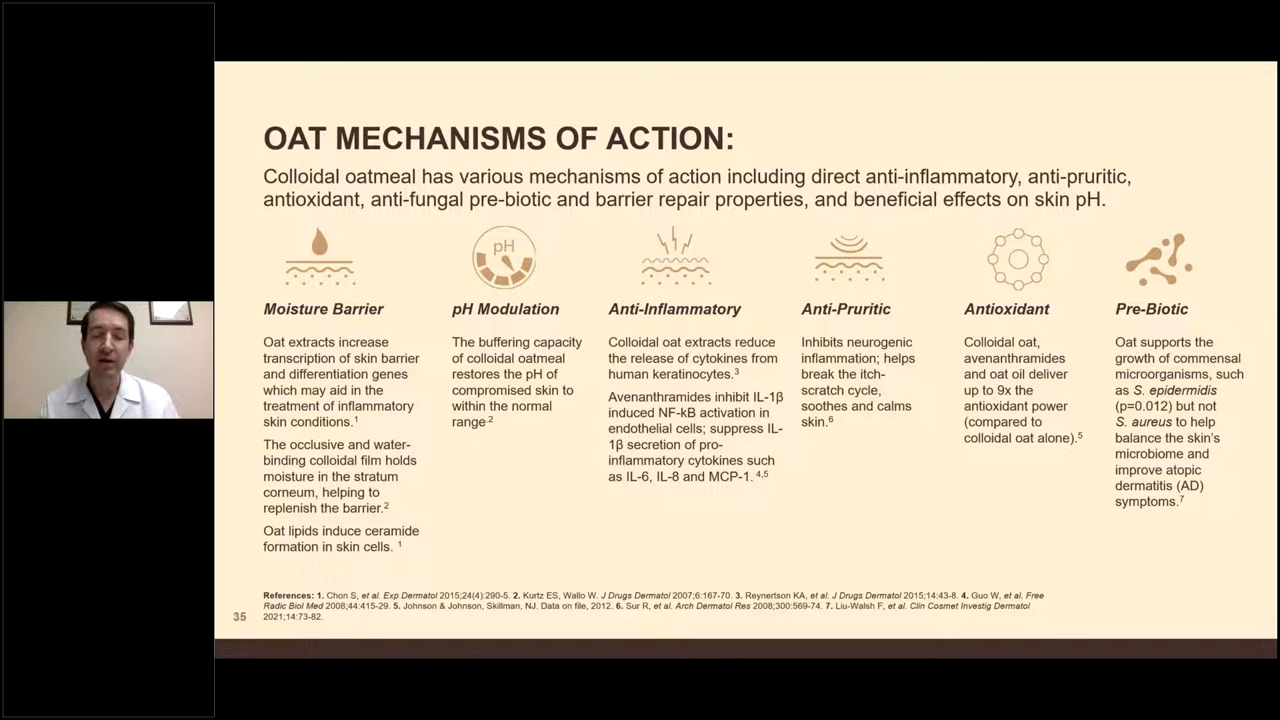 OAT MECHANISMS OF ACTION:
Colloidal oatmeal has various mechanisms of action including direct anti-inflammatory, anti-pruritic,
antioxidant, anti-fungal pre-biotic and barrier repair properties, and beneficial effects on skin pH.
pH
Moisture Barrier
Oat extracts increase
transcription of skin barrier
and differentiation genes
which may aid in the
treatment of inflammatory
skin conditions.1
The occlusive and water-
binding colloidal film holds
moisture in the stratum
corneum, helping to
replenish the barrier.2
Oat lipids induce ceramide
formation in skin cells. 1
pH Modulation
The buffering capacity
of colloidal oatmeal
restores the pH of
compromised skin to
within the normal
range 2
Anti-Inflammatory
Colloidal oat extracts reduce
the release of cytokines from
human keratinocytes.3
Avenanthramides inhibit IL-1β
induced NF-kB activation in
endothelial cells; suppress IL-
1β secretion of pro-
inflammatory cytokines such
as IL-6, IL-8 and MCP-1. 4,5
Anti-Pruritic
Inhibits neurogenic
inflammation; helps
break the itch-
scratch cycle,
soothes and calms
skin.6
Antioxidant
Colloidal oat,
avenanthramides
and oat oil deliver
up to 9x the
antioxidant power
(compared to
colloidal oat alone).5
Pre-Biotic
Oat supports the
growth of commensal
microorganisms, such
as S. epidermidis
(p=0.012) but not
S. aureus to help
balance the skin's
microbiome and
improve atopic
dermatitis (AD)
symptoms.7
References: 1. Chon S, et al. Exp Dermatol 2015;24(4):290-5. 2. Kurtz ES, Wallo W. J Drugs Dermatol 2007;6:167-70. 3. Reynertson KA, et al. J Drugs Dermatol 2015;14:43-8. 4. Guo W, et al. Free
Radic Biol Med 2008;44:415-29. 5. Johnson & Johnson, Skillman, NJ. Data on file, 2012. 6. Sur R, et al. Arch Dermatol Res 2008;300:569-74. 7. Liu-Walsh F, et al. Clin Cosmet Investig Dermatol
2021;14:73-82.
35